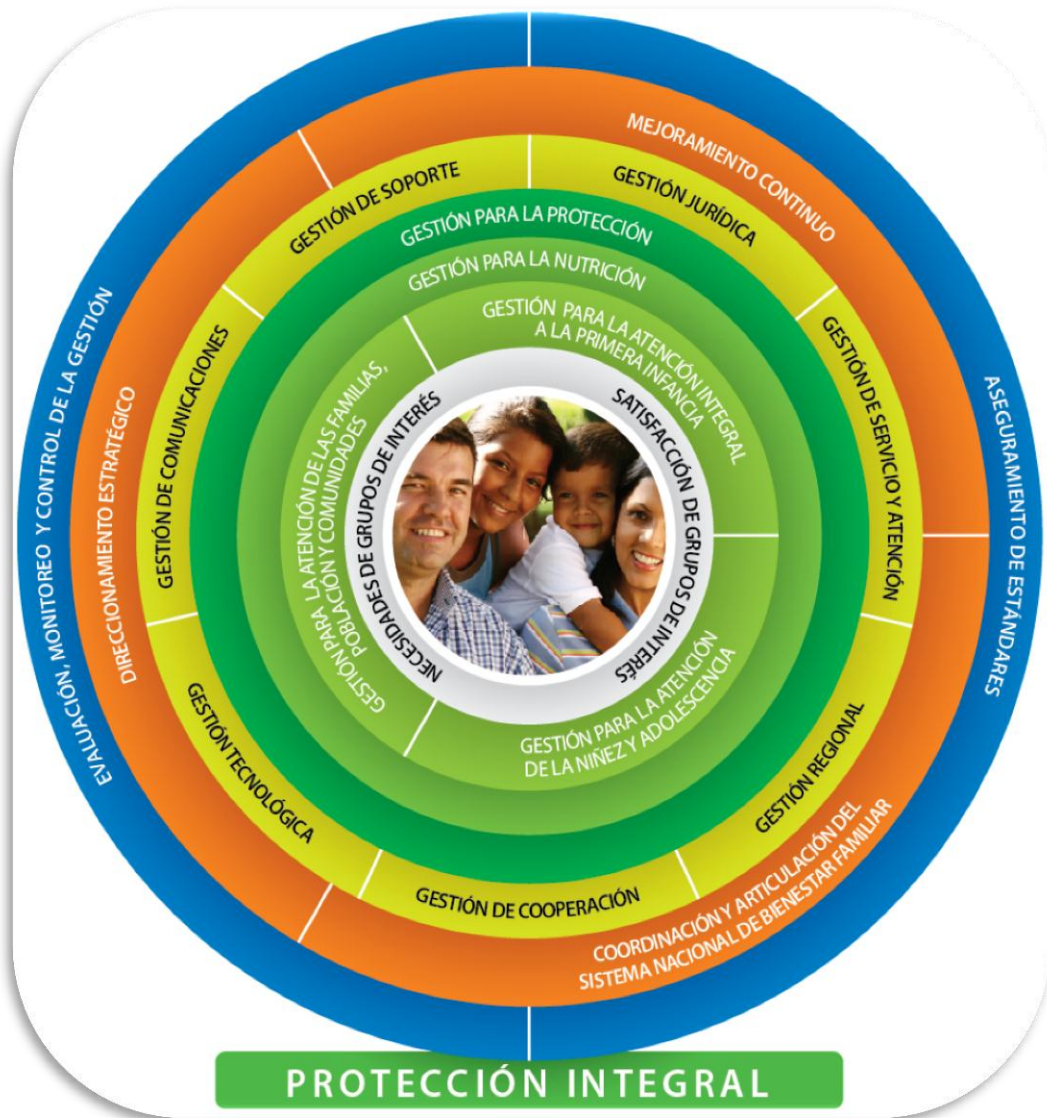 EVALUACIÓN, MONITOREO Y CONTROL DE LA GESTIÓN
ASEGURAMIENTO DE ESTÁNDARES
DIRECCIONAMIENTO ESTRATÉGICO
MEJORAMIENTO CONTINUO
COORDINACIÓN Y ARTICULACIÓN DEL
SISTEMA NACIONAL DE BIENESTAR FAMILIAR
GESTIÓN DE SOPORTE
GESTIÓN JURÍDICA
GESTIÓN DE SERVICIO Y ATENCIÓN
GESTIÓN REGIONAL
GESTIÓN DE COOPERACIÓN
GESTIÓN TECNOLÓGICA
GESTIÓN DE COMUNICACIONES
GESTIÓN PARA LA PROTECCIÓN
GESTIÓN PARA LA NUTRICIÓN
GESTIÓN PARA LA ATENCIÓN INTEGRAL
A LA PRIMERA INFANCIA
GESTIÓN PARA LA ATENCIÓN
DE LA NIÑEZ Y ADOLESCENCIA
GESTIÓN PARA LA ATENCIÓN DE LAS FAMILIAS,
POBLACIÓN Y COMUNIDADES
NECESIDADES DE GRUPOS DE INTERÉS
SATISFACCIÓN DE GRUPOS DE INTERÉS
PROTECCIÓN INTEGRAL